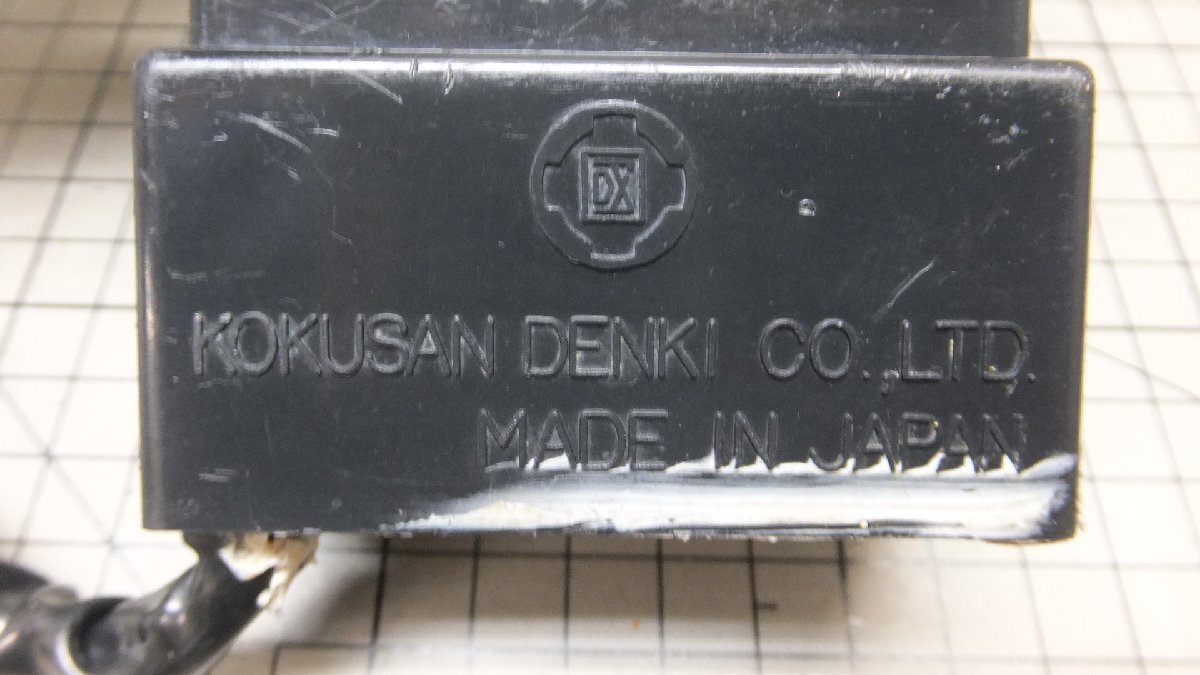 DX
KOKUSAN DENKI CO.,LTD.
MADE IN JAPAN